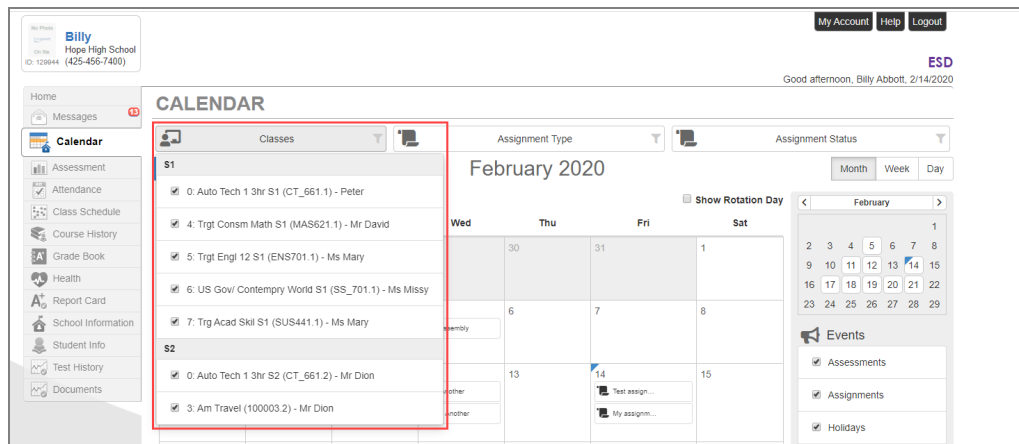 My Account Help Logout
No Photo
On file
Billy
Hope High School
ID: 129944 (425-456-7400)
ESD
Good afternoon, Billy Abbott, 2/14/2020
Home
Messages 13
Calendar
Assessment
Attendance
Class Schedule
Course History
Grade Book
Health
Report Card
School Information
Student Info
Test History
Documents
CALENDAR
Classes Assignment Type Assignment Status
S1
0: Auto Tech 1 3hr S1 (CT_661.1) - Peter
4: Trgt Consm Math S1 (MAS621.1) - Mr David
5: Trgt Engl 12 S1 (ENS701.1) - Ms Mary
6: US Gov/ Contempry World S1 (SS_701.1) - Ms Missy
7: Trg Acad Skil S1 (SUS441.1) - Ms Mary
S2
0: Auto Tech 1 3hr S2 (CT_661.2) - Mr Dion
3: Am Travel (100003.2) - Mr Dion
February 2020
Month Week Day
Show Rotation Day
Wed Thu Fri Sat
30 31 1
6 7 8
sembly
13 14 15
nother Test assign...
Another My assignm...
< February >
1
2 3 4 5 6 7 8
9 10 11 12 13 14 15
16 17 18 19 20 21 22
23 24 25 26 27 28 29
Events
Assessments
Assignments
Holidays